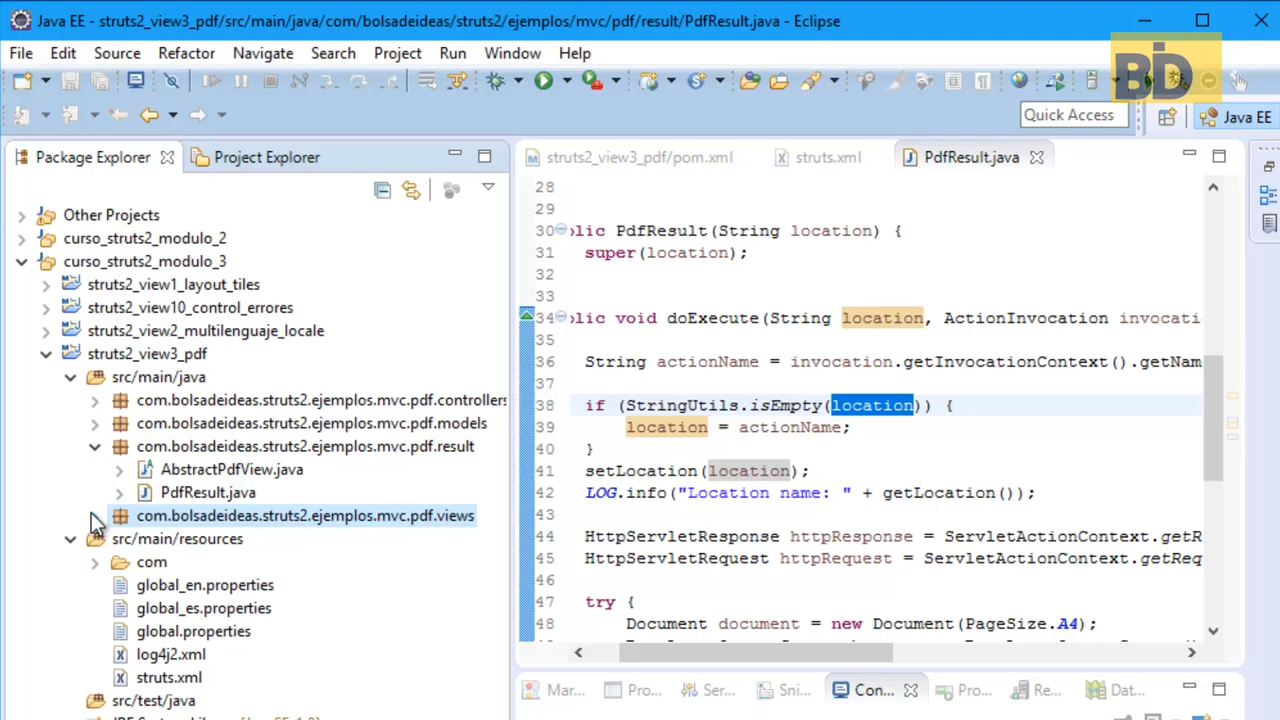 Java EE - struts2_view3_pdf/src/main/java/com/bolsadeideas/struts2/ejemplos/mvc/pdf/result/PdfResult.java - Eclipse
File Edit Source Refactor Navigate Search Project Run Window Help
BD
Quick Access
Java EE
Package Explorer
Project Explorer
struts2_view3_pdf/pom.xml
struts.xml
PdfResult.java
Other Projects
curso_struts2_modulo_2
curso_struts2_modulo_3
struts2_view1_layout_tiles
struts2_view10_control_errores
struts2_view2_multilenguaje_locale
struts2_view3_pdf
src/main/java
com.bolsadeideas.struts2.ejemplos.mvc.pdf.controllers
com.bolsadeideas.struts2.ejemplos.mvc.pdf.models
com.bolsadeideas.struts2.ejemplos.mvc.pdf.result
AbstractPdfView.java
PdfResult.java
com.bolsadeideas.struts2.ejemplos.mvc.pdf.views
src/main/resources
com
global_en.properties
global_es.properties
global.properties
log4j2.xml
struts.xml
src/test/java
28
29
30 blic PdfResult(String location) {
31 super(location);
32
33
34 blic void doExecute(String location, ActionInvocation invocati
35
36 String actionName = invocation.getInvocationContext().getNam
37
38 if (StringUtils.isEmpty(location)) {
39 location = actionName;
40 }
41 setLocation(location);
42 LOG.info("Location name: " + getLocation());
43
44 HttpServletResponse httpResponse = ServletActionContext.getR
45 HttpServletRequest httpRequest = ServletActionContext.getReq
46
47 try {
48 Document document = new Document(PageSize.A4);
Mar... Pro... Ser... Sni... Con... Pro... Re... Dat...